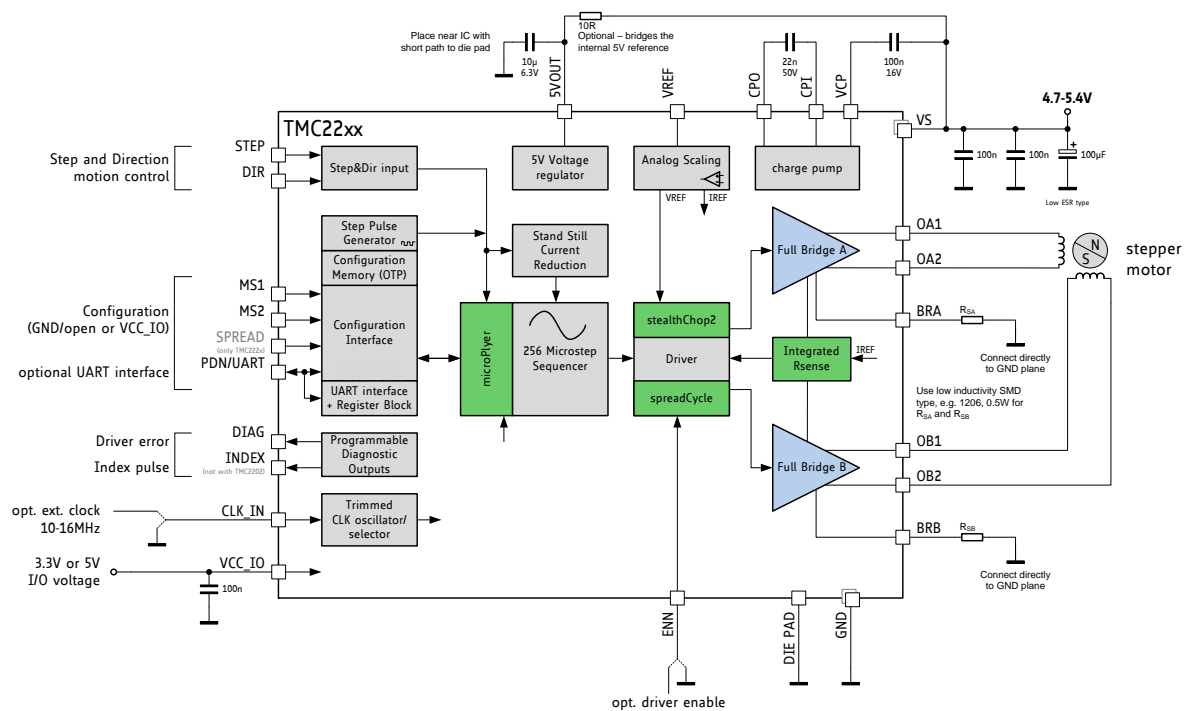 Place near IC with
short path to die pad
10µ
6.3V
10R
Optional – bridges the
internal 5V reference
22n
50V
100n
16V
5VOUT
VREF
CPO
CPI
VCP
4.7-5.4V
VS
100n
100n
+
100µF
Low ESR type
TMC22xx
Step and Direction
motion control
STEP
DIR
Step&Dir input
5V Voltage
regulator
Analog Scaling
VREF
IREF
charge pump
Step Pulse
Generator
Configuration
Memory (OTP)
Configuration
Interface
UART interface
+ Register Block
Stand Still
Current
Reduction
microPlyer
256 Microstep
Sequencer
stealthChop2
Driver
spreadCycle
Integrated
Rsense
IREF
Full Bridge A
Full Bridge B
OA1
OA2
N
S
stepper
motor
BRA
RSA
Connect directly
to GND plane
Use low inductivity SMD
type, e.g. 1206, 0.5W for
RSA and RSB
OB1
OB2
BRB
RSB
Connect directly
to GND plane
Configuration
(GND/open or VCC_IO)
optional UART interface
MS1
MS2
SPREAD
(only TMC222x)
PDN/UART
Driver error
Index pulse
DIAG
INDEX
(not with TMC2202)
Programmable
Diagnostic
Outputs
opt. ext. clock
10-16MHz
CLK_IN
Trimmed
CLK oscillator/
selector
3.3V or 5V
I/O voltage
VCC_IO
100n
ENN
DIE PAD
GND
opt. driver enable